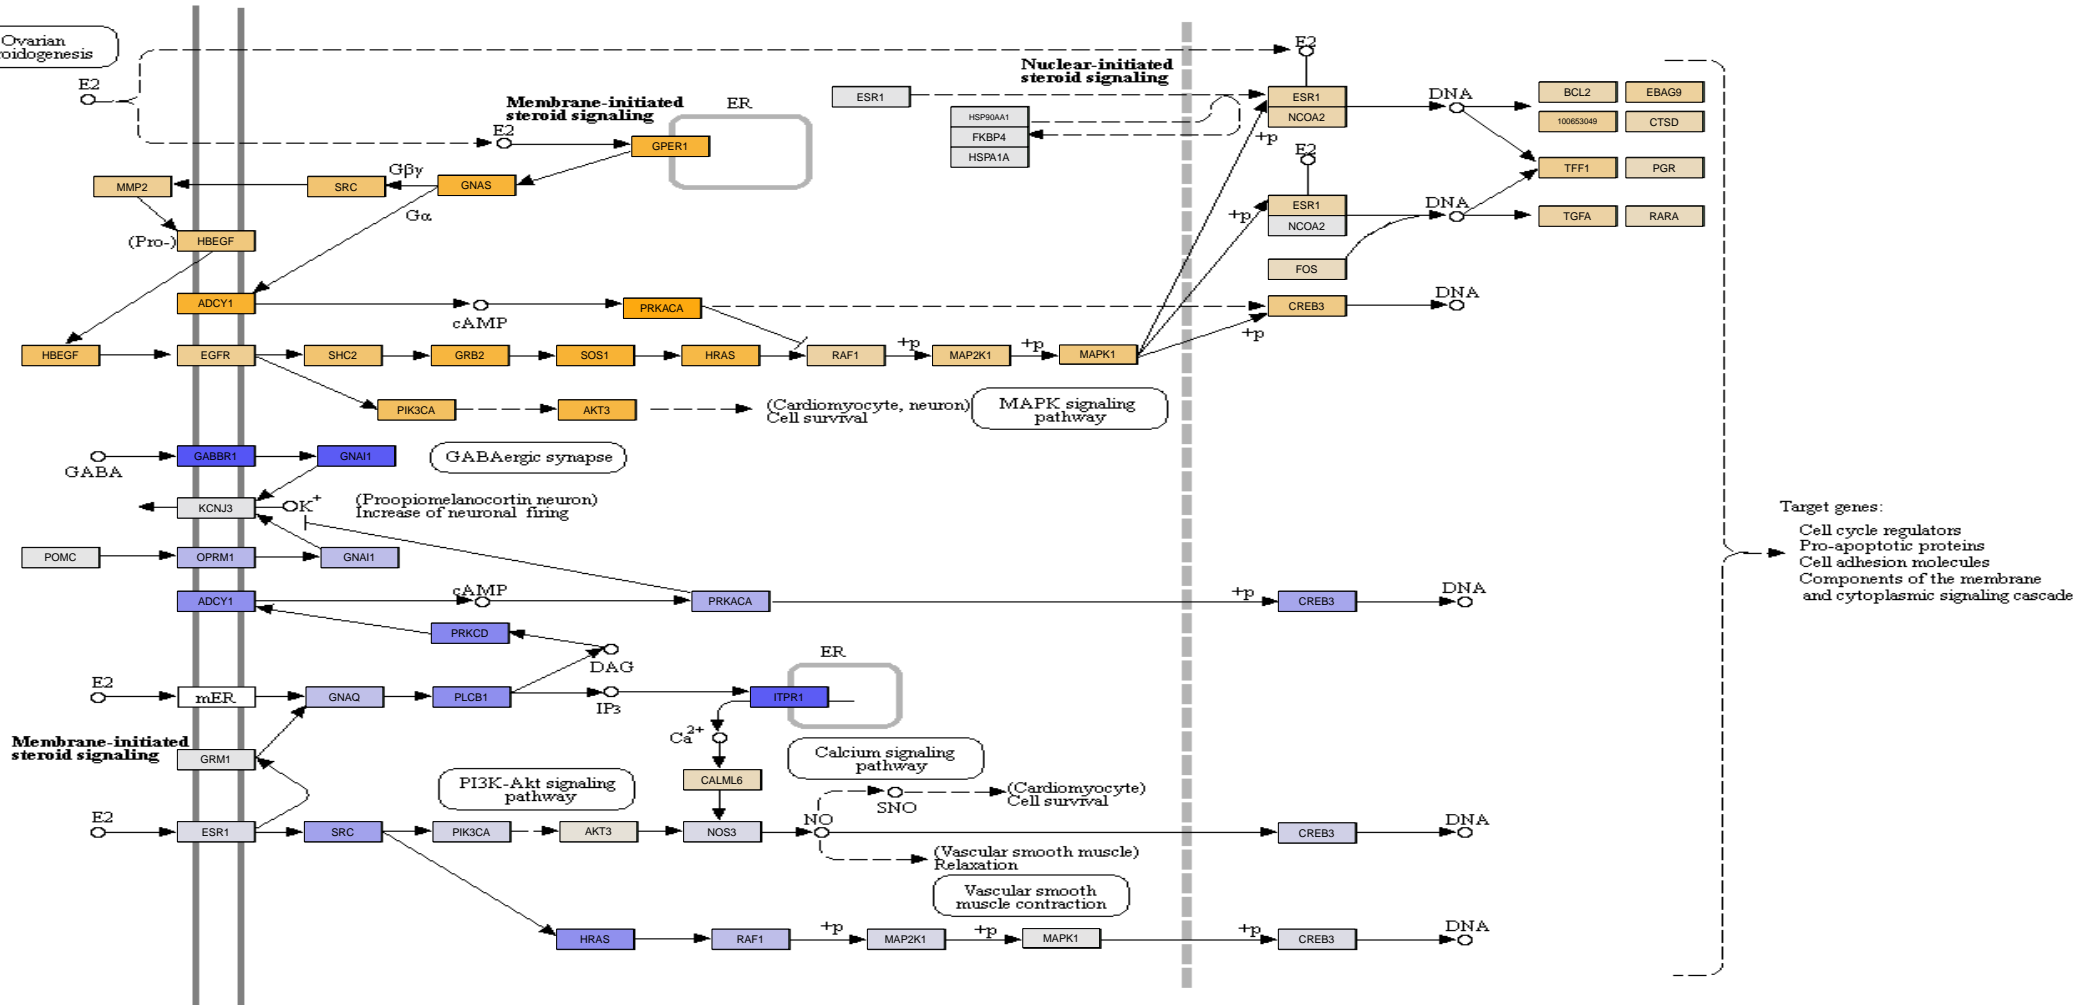 Ovarian
roidogenesis
E2
E2
Nuclear-initiated
steroid signaling
Membrane-initiated
steroid signaling
ER
E2
GPER1
ESR1
HSP90AA1
FKBP4
HSPA1A
ESR1
NCOA2
+p
DNA
BCL2
EBAG9
100653049
CTSD
MMP2
SRC
Gβγ
GNAS
Gα
E2
TFF1
PGR
(Pro-)
HBEGF
+p
ESR1
NCOA2
DNA
TGFA
RARA
FOS
ADCY1
cAMP
PRKACA
CREB3
DNA
+p
HBEGF
EGFR
SHC2
GRB2
SOS1
HRAS
RAF1
+p
MAP2K1
+p
MAPK1
PIK3CA
AKT3
(Cardiomyocyte, neuron)
Cell survival
MAPK signaling
pathway
GABA
GABBR1
GNAI1
GABAergic synapse
KCNJ3
K+
(Proopiomelanocortin neuron)
Increase of neuronal firing
POMC
OPRM1
GNAI1
Target genes:
Cell cycle regulators
Pro-apoptotic proteins
Cell adhesion molecules
Components of the membrane
and cytoplasmic signaling cascade
ADCY1
cAMP
PRKACA
+p
CREB3
DNA
PRKCD
DAG
ER
E2
mER
GNAQ
PLCB1
IP3
ITPR1
Ca2+
Membrane-initiated
steroid signaling
GRM1
PI3K-Akt signaling
pathway
CALML6
Calcium signaling
pathway
SNO
(Cardiomyocyte)
Cell survival
E2
ESR1
SRC
PIK3CA
AKT3
NOS3
NO
CREB3
DNA
(Vascular smooth muscle)
Relaxation
Vascular smooth
muscle contraction
HRAS
RAF1
+p
MAP2K1
+p
MAPK1
+p
CREB3
DNA